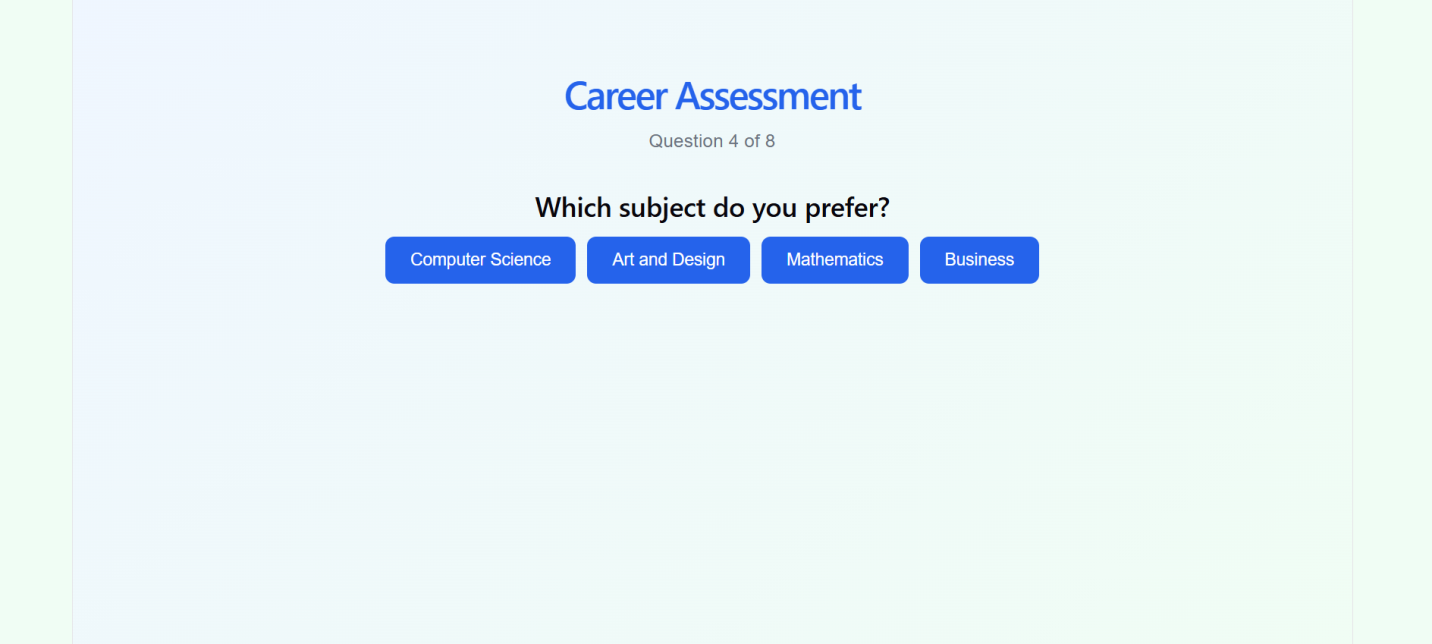 Career Assessment
Question 4 of 8
Which subject do you prefer?
Computer Science Art and Design Mathematics Business